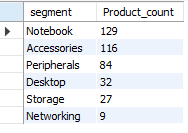 segment Product_count
Notebook 129
Accessories 116
Peripherals 84
Desktop 32
Storage 27
Networking 9